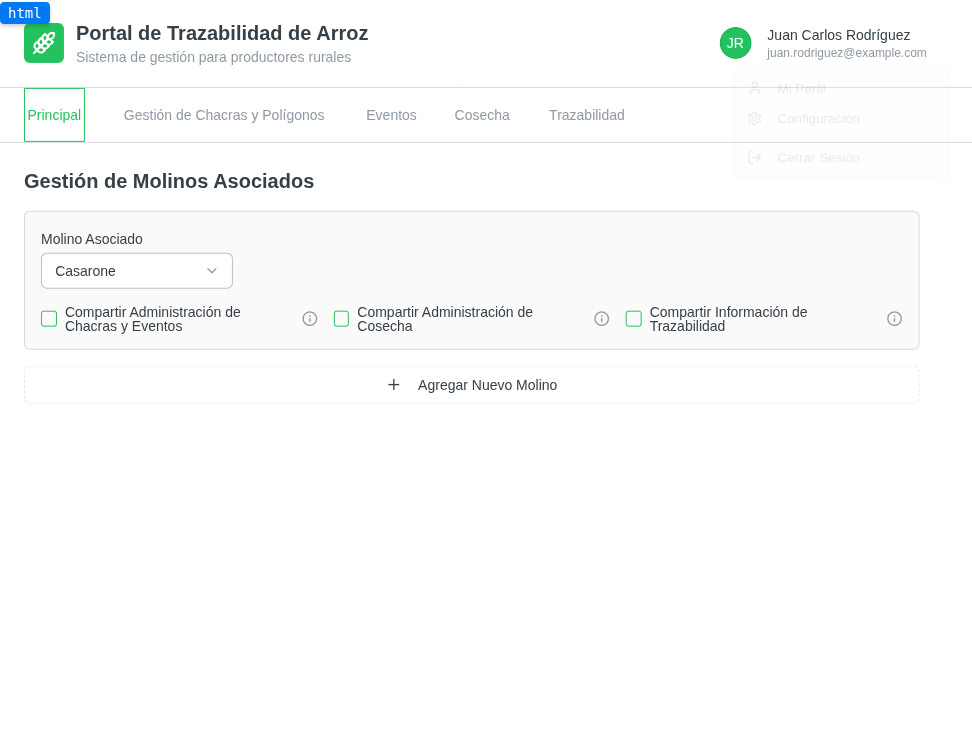 html
Portal de Trazabilidad de Arroz
Sistema de gestión para productores rurales
JR
Juan Carlos Rodríguez
juan.rodriguez@example.com
Mi Perfil
Configuración
Cerrar Sesión
Principal
Gestión de Chacras y Polígonos
Eventos
Cosecha
Trazabilidad
Gestión de Molinos Asociados
Molino Asociado
Casarone
Compartir Administración de
Chacras y Eventos
Compartir Administración de
Cosecha
Compartir Información de
Trazabilidad
Agregar Nuevo Molino